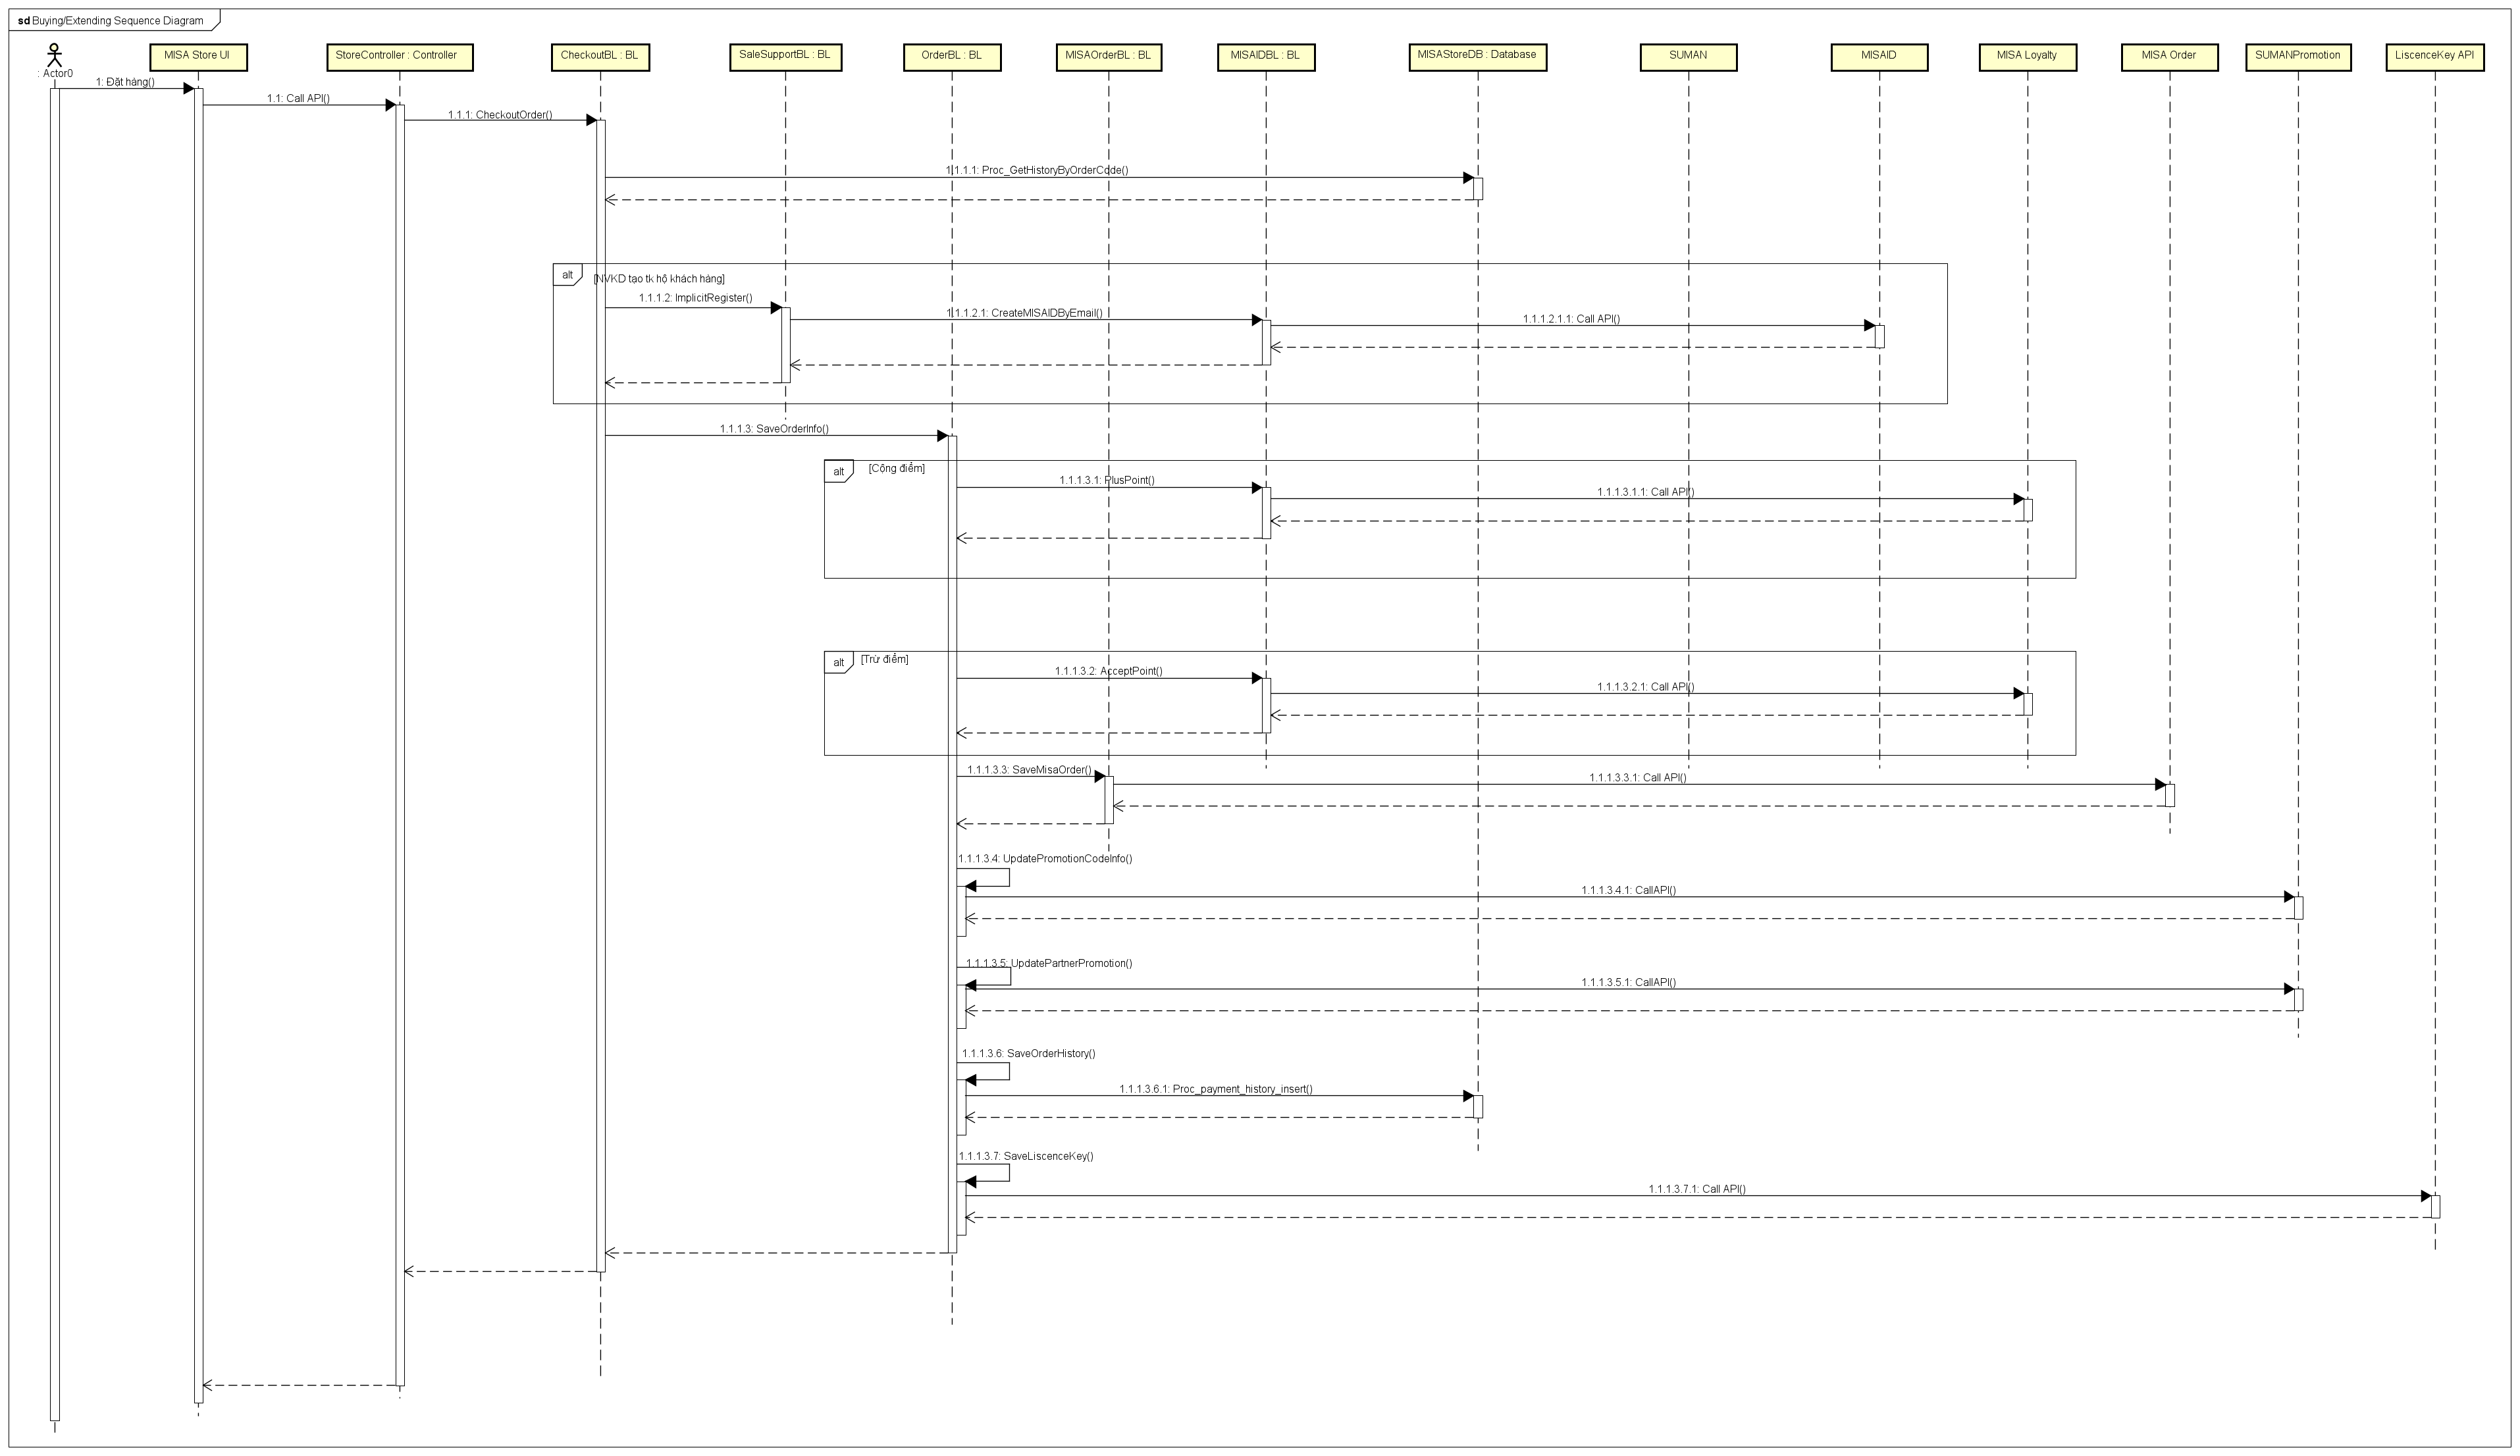 sd Buying/Extending Sequence Diagram
: Actor0
MISA Store UI
StoreController : Controller
CheckoutBL : BL
SaleSupportBL : BL
OrderBL : BL
MISAOrderBL : BL
MISAIDBL : BL
MISAStoreDB : Database
SUMAN
MISAID
MISA Loyalty
MISA Order
SUMANPromotion
LiscenceKey API
1: Đặt hàng()
1.1: Call API()
1.1.1: CheckoutOrder()
1.1.1.1: Proc_GetHistoryByOrderCode()
alt
[NVKD tạo tk hộ khách hàng]
1.1.1.2: ImplicitRegister()
1.1.1.2.1: CreateMISAIDByEmail()
1.1.1.2.1.1: Call API()
1.1.1.3: SaveOrderInfo()
alt
[Cộng điểm]
1.1.1.3.1: PlusPoint()
1.1.1.3.1.1: Call API()
alt
[Trừ điểm]
1.1.1.3.2: AcceptPoint()
1.1.1.3.2.1: Call API()
1.1.1.3.3: SaveMisaOrder()
1.1.1.3.3.1: Call API()
1.1.1.3.4: UpdatePromotionCodeInfo()
1.1.1.3.4.1: CallAPI()
1.1.1.3.5: UpdatePartnerPromotion()
1.1.1.3.5.1: CallAPI()
1.1.1.3.6: SaveOrderHistory()
1.1.1.3.6.1: Proc_payment_history_insert()
1.1.1.3.7: SaveLiscenceKey()
1.1.1.3.7.1: Call API()